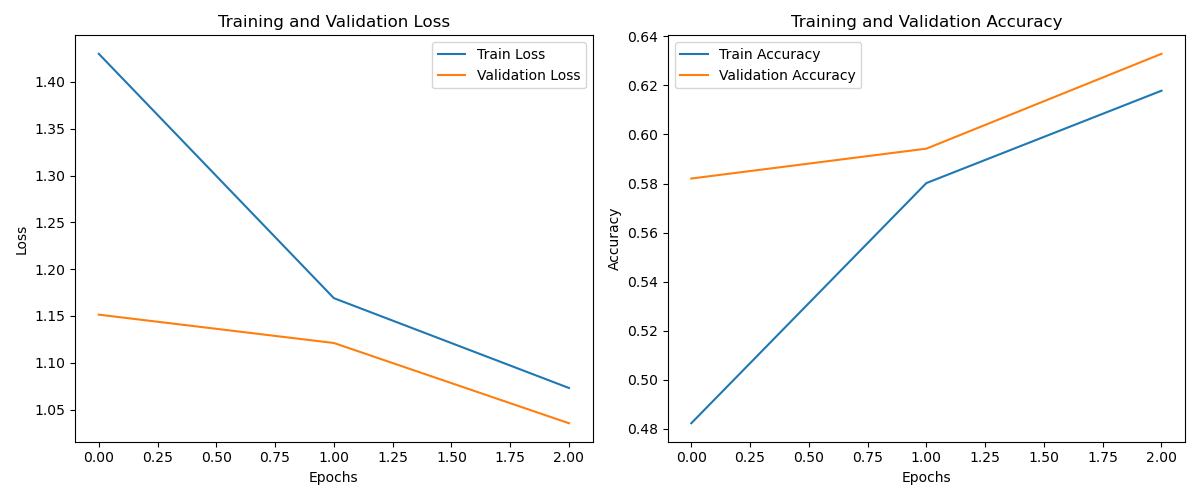 Training and Validation Loss
Train Loss
Validation Loss
1.40
1.35
1.30
1.25
1.20
1.15
1.10
1.05
Loss
0.00 0.25 0.50 0.75 1.00 1.25 1.50 1.75 2.00
Epochs
Training and Validation Accuracy
Train Accuracy
Validation Accuracy
0.64
0.62
0.60
0.58
0.56
0.54
0.52
0.50
0.48
Accuracy
0.00 0.25 0.50 0.75 1.00 1.25 1.50 1.75 2.00
Epochs